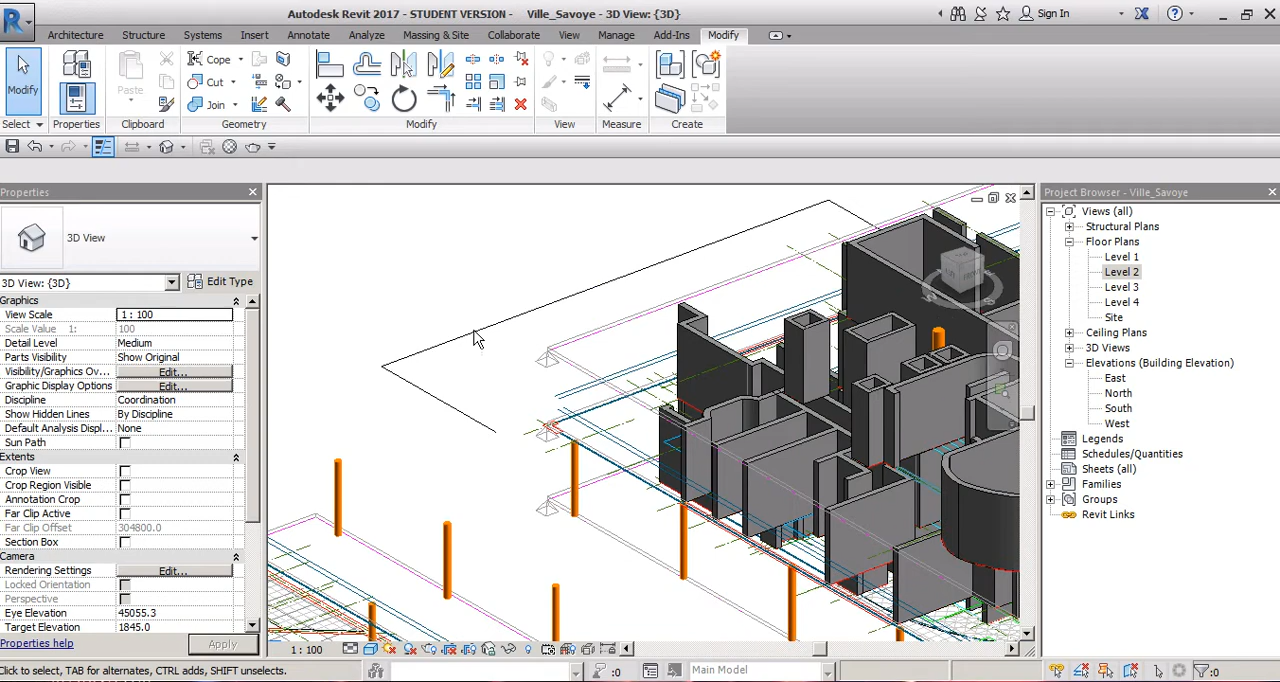 Autodesk Revit 2017 - STUDENT VERSION - Ville_Savoye - 3D View: {3D}
Sign In
Architecture Structure Systems Insert Annotate Analyze Massing & Site Collaborate View Manage Add-Ins Modify
Modify Paste Cope Cut Join
Select Properties Clipboard Geometry Modify View Measure Create
Properties
3D View
3D View: {3D} Edit Type
Graphics
View Scale 1 : 100
Scale Value 1: 100
Detail Level Medium
Parts Visibility Show Original
Visibility/Graphics Ov... Edit...
Graphic Display Options Edit...
Discipline Coordination
Show Hidden Lines By Discipline
Default Analysis Displ... None
Sun Path
Extents
Crop View
Crop Region Visible
Annotation Crop
Far Clip Active
Far Clip Offset 304800.0
Section Box
Camera
Rendering Settings Edit...
Locked Orientation
Perspective
Eye Elevation 45055.3
Target Elevation 1845.0
Properties help Apply
Project Browser - Ville_Savoye
Views (all)
Structural Plans
Floor Plans
Level 1
Level 2
Level 3
Level 4
Site
Ceiling Plans
3D Views
Elevations (Building Elevation)
East
North
South
West
Legends
Schedules/Quantities
Sheets (all)
Families
Groups
Revit Links
1 : 100
Click to select, TAB for alternates, CTRL adds, SHIFT unselects. :0 Main Model :0